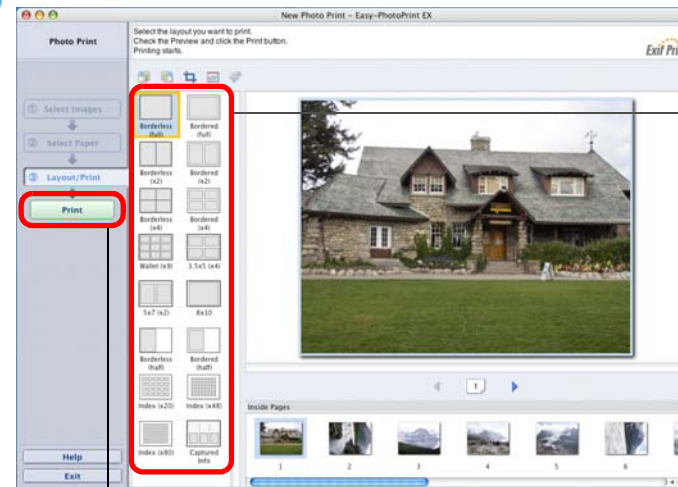 New Photo Print - Easy-PhotoPrint EX
Photo Print
Select the layout you want to print.
Check the Preview and click the Print button.
Printing starts.
Exif Pri
① Select Images
② Select Paper
③ Layout/Print
Print
Borderless (full)
Bordered (full)
Borderless (x2)
Bordered (x2)
Borderless (x4)
Bordered (x4)
Wallet (x9)
3.5x5 (x4)
5x7 (x2)
8x10
Borderless (half)
Bordered (half)
Index (x20)
Index (x48)
Index (x80)
Captured Info
1
Inside Pages
1
2
3
4
5
6
Help
Exit